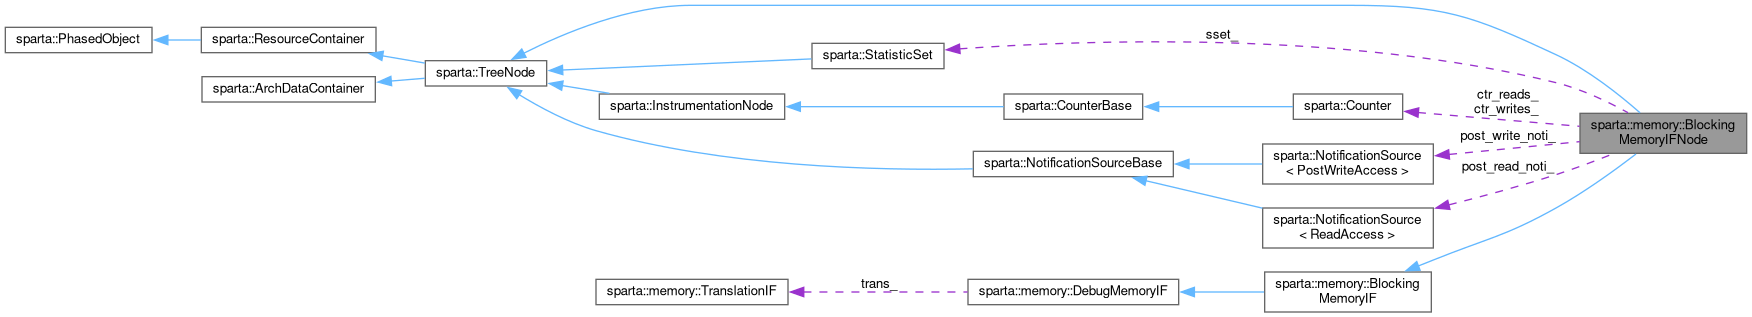 sparta::PhasedObject
sparta::ResourceContainer
sparta::ArchDataContainer
sparta::TreeNode
sparta::StatisticSet
sset_
sparta::InstrumentationNode
sparta::CounterBase
sparta::Counter
ctr_reads_
ctr_writes_
sparta::memory::Blocking
MemoryIFNode
sparta::NotificationSourceBase
sparta::NotificationSource
< PostWriteAccess >
post_write_noti_
sparta::NotificationSource
< ReadAccess >
post_read_noti_
sparta::memory::TranslationIF
trans_
sparta::memory::DebugMemoryIF
sparta::memory::Blocking
MemoryIF